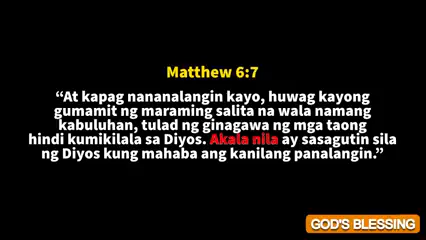 Matthew 6:7
“At kapag nananalangin kayo, huwag kayong
gumamit ng maraming salita na wala namang
kabuluhan, tulad ng ginagawa ng mga taong
hindi kumikilala sa Diyos. Akala nila ay sasagutin sila
ng Diyos kung mahaba ang kanilang panalangin.”
GOD'S BLESSING